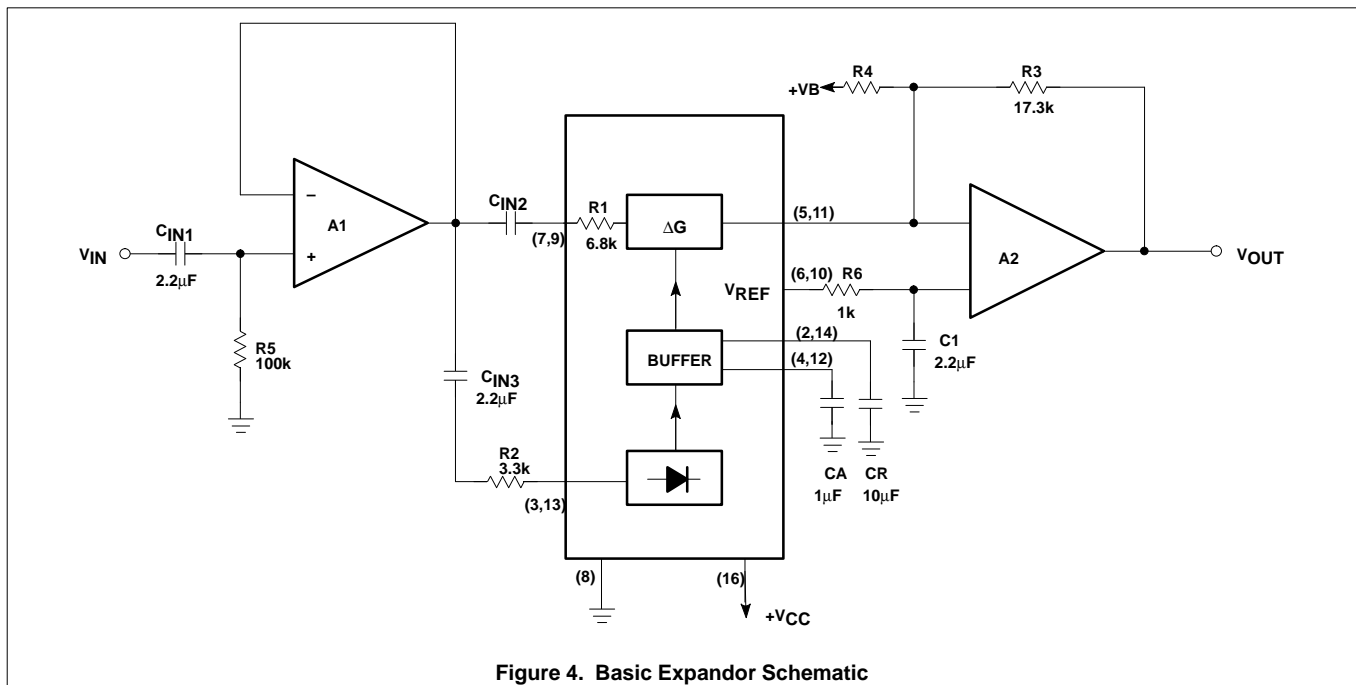 R4
R3
+VB
17.3k
CIN2
R1
ΔG
(5,11)
−
A1
CIN1
(7,9)
6.8k
A2
VIN
+
VOUT
2.2µF
VREF
(6,10)
R6
1k
(2,14)
C1
R5
100k
BUFFER
(4,12)
2.2µF
CIN3
2.2µF
R2
3.3k
CA
CR
1µF
10µF
(3,13)
(8)
(16)
+VCC
Figure 4. Basic Expandor Schematic